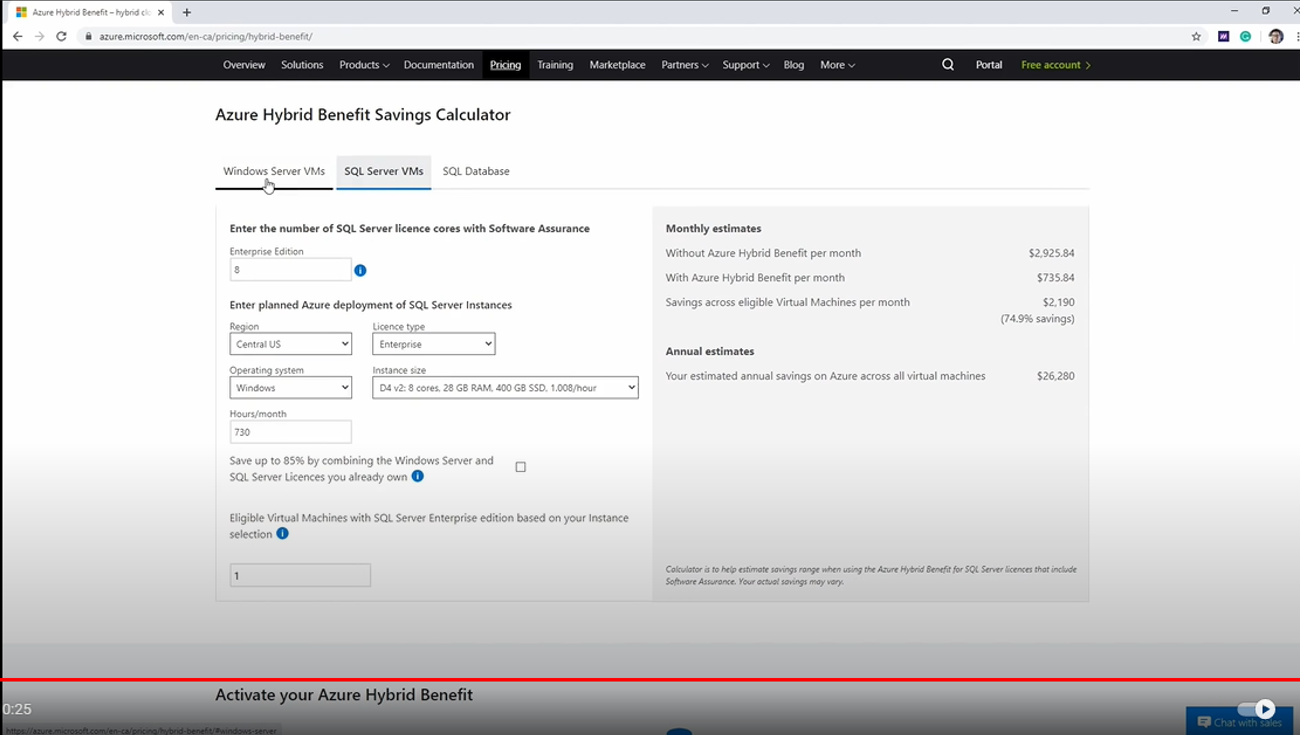 Azure Hybrid Benefit – hybrid clo
azure.microsoft.com/en-ca/pricing/hybrid-benefit/
Overview Solutions Products Documentation Pricing Training Marketplace Partners Support Blog More Portal Free account
Azure Hybrid Benefit Savings Calculator
Windows Server VMs SQL Server VMs SQL Database
Enter the number of SQL Server licence cores with Software Assurance
Enterprise Edition
8
Enter planned Azure deployment of SQL Server Instances
Region Licence type
Central US Enterprise
Operating system Instance size
Windows D4 v2: 8 cores, 28 GB RAM, 400 GB SSD, 1.008/hour
Hours/month
730
Save up to 85% by combining the Windows Server and
SQL Server Licences you already own
Eligible Virtual Machines with SQL Server Enterprise edition based on your Instance
selection
1
Monthly estimates
Without Azure Hybrid Benefit per month $2,925.84
With Azure Hybrid Benefit per month $735.84
Savings across eligible Virtual Machines per month $2,190
(74.9% savings)
Annual estimates
Your estimated annual savings on Azure across all virtual machines $26,280
Calculator is to help estimate savings range when using the Azure Hybrid Benefit for SQL Server licences that include
Software Assurance. Your actual savings may vary.
Activate your Azure Hybrid Benefit
0:25
Chat with sales
https://azure.microsoft.com/en-ca/pricing/hybrid-benefit/#windows-server